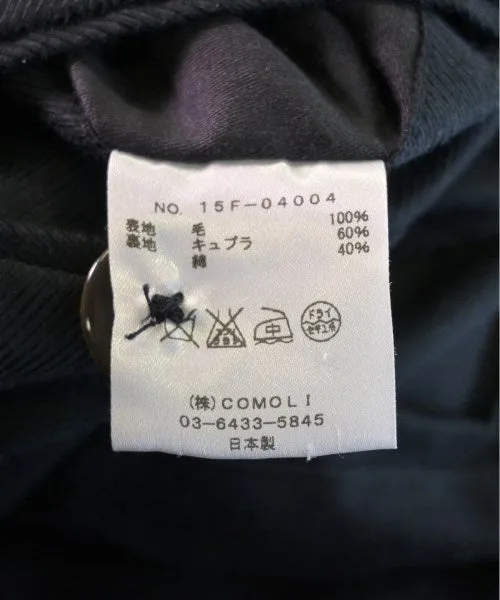 NO. 15F-04004
表地 毛 100%
裏地 キュプラ 60%
綿 40%
中
ドライ
セキユ系
(株) COMOLI
03-6433-5845
日本製